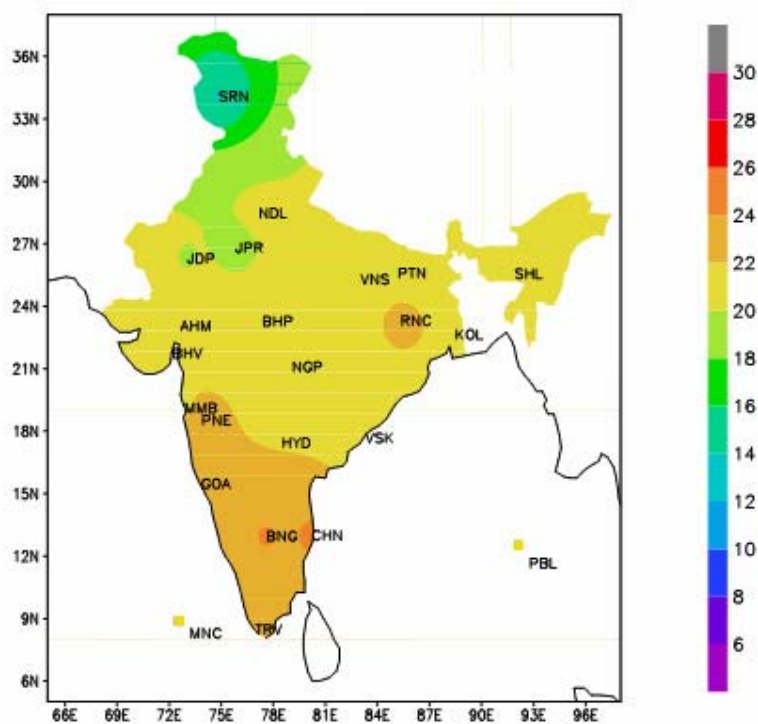 36N
33N
30N
27N
24N
21N
18N
15N
12N
9N
6N
66E 69E 72E 75E 78E 81E 84E 87E 90E 93E 96E
SRN
NDL
JPR
JDP
PTN
VNS
SHL
RNC
BHP
AHM
KOL
BHV
NGP
MMB
PNE
HYD
VSK
GOA
BNG
CHN
PBL
MNC
TRV
30
28
26
24
22
20
18
16
14
12
10
8
6